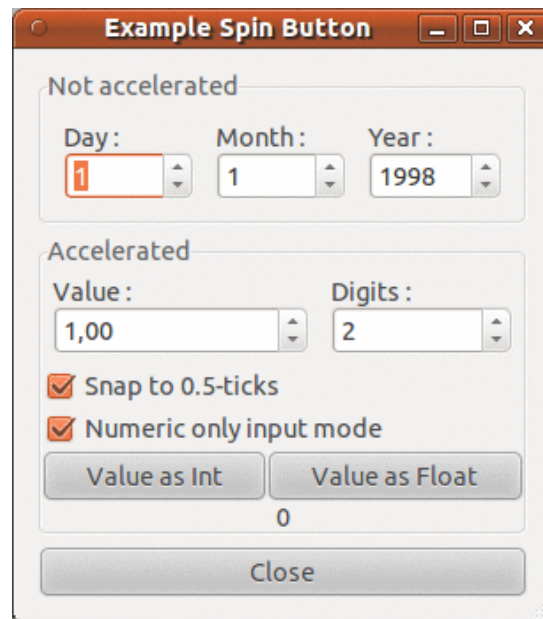 Example Spin Button
Not accelerated
Day : Month : Year :
1 1 1998
Accelerated
Value : Digits :
1,00 2
Snap to 0.5-ticks
Numeric only input mode
Value as Int Value as Float
0
Close